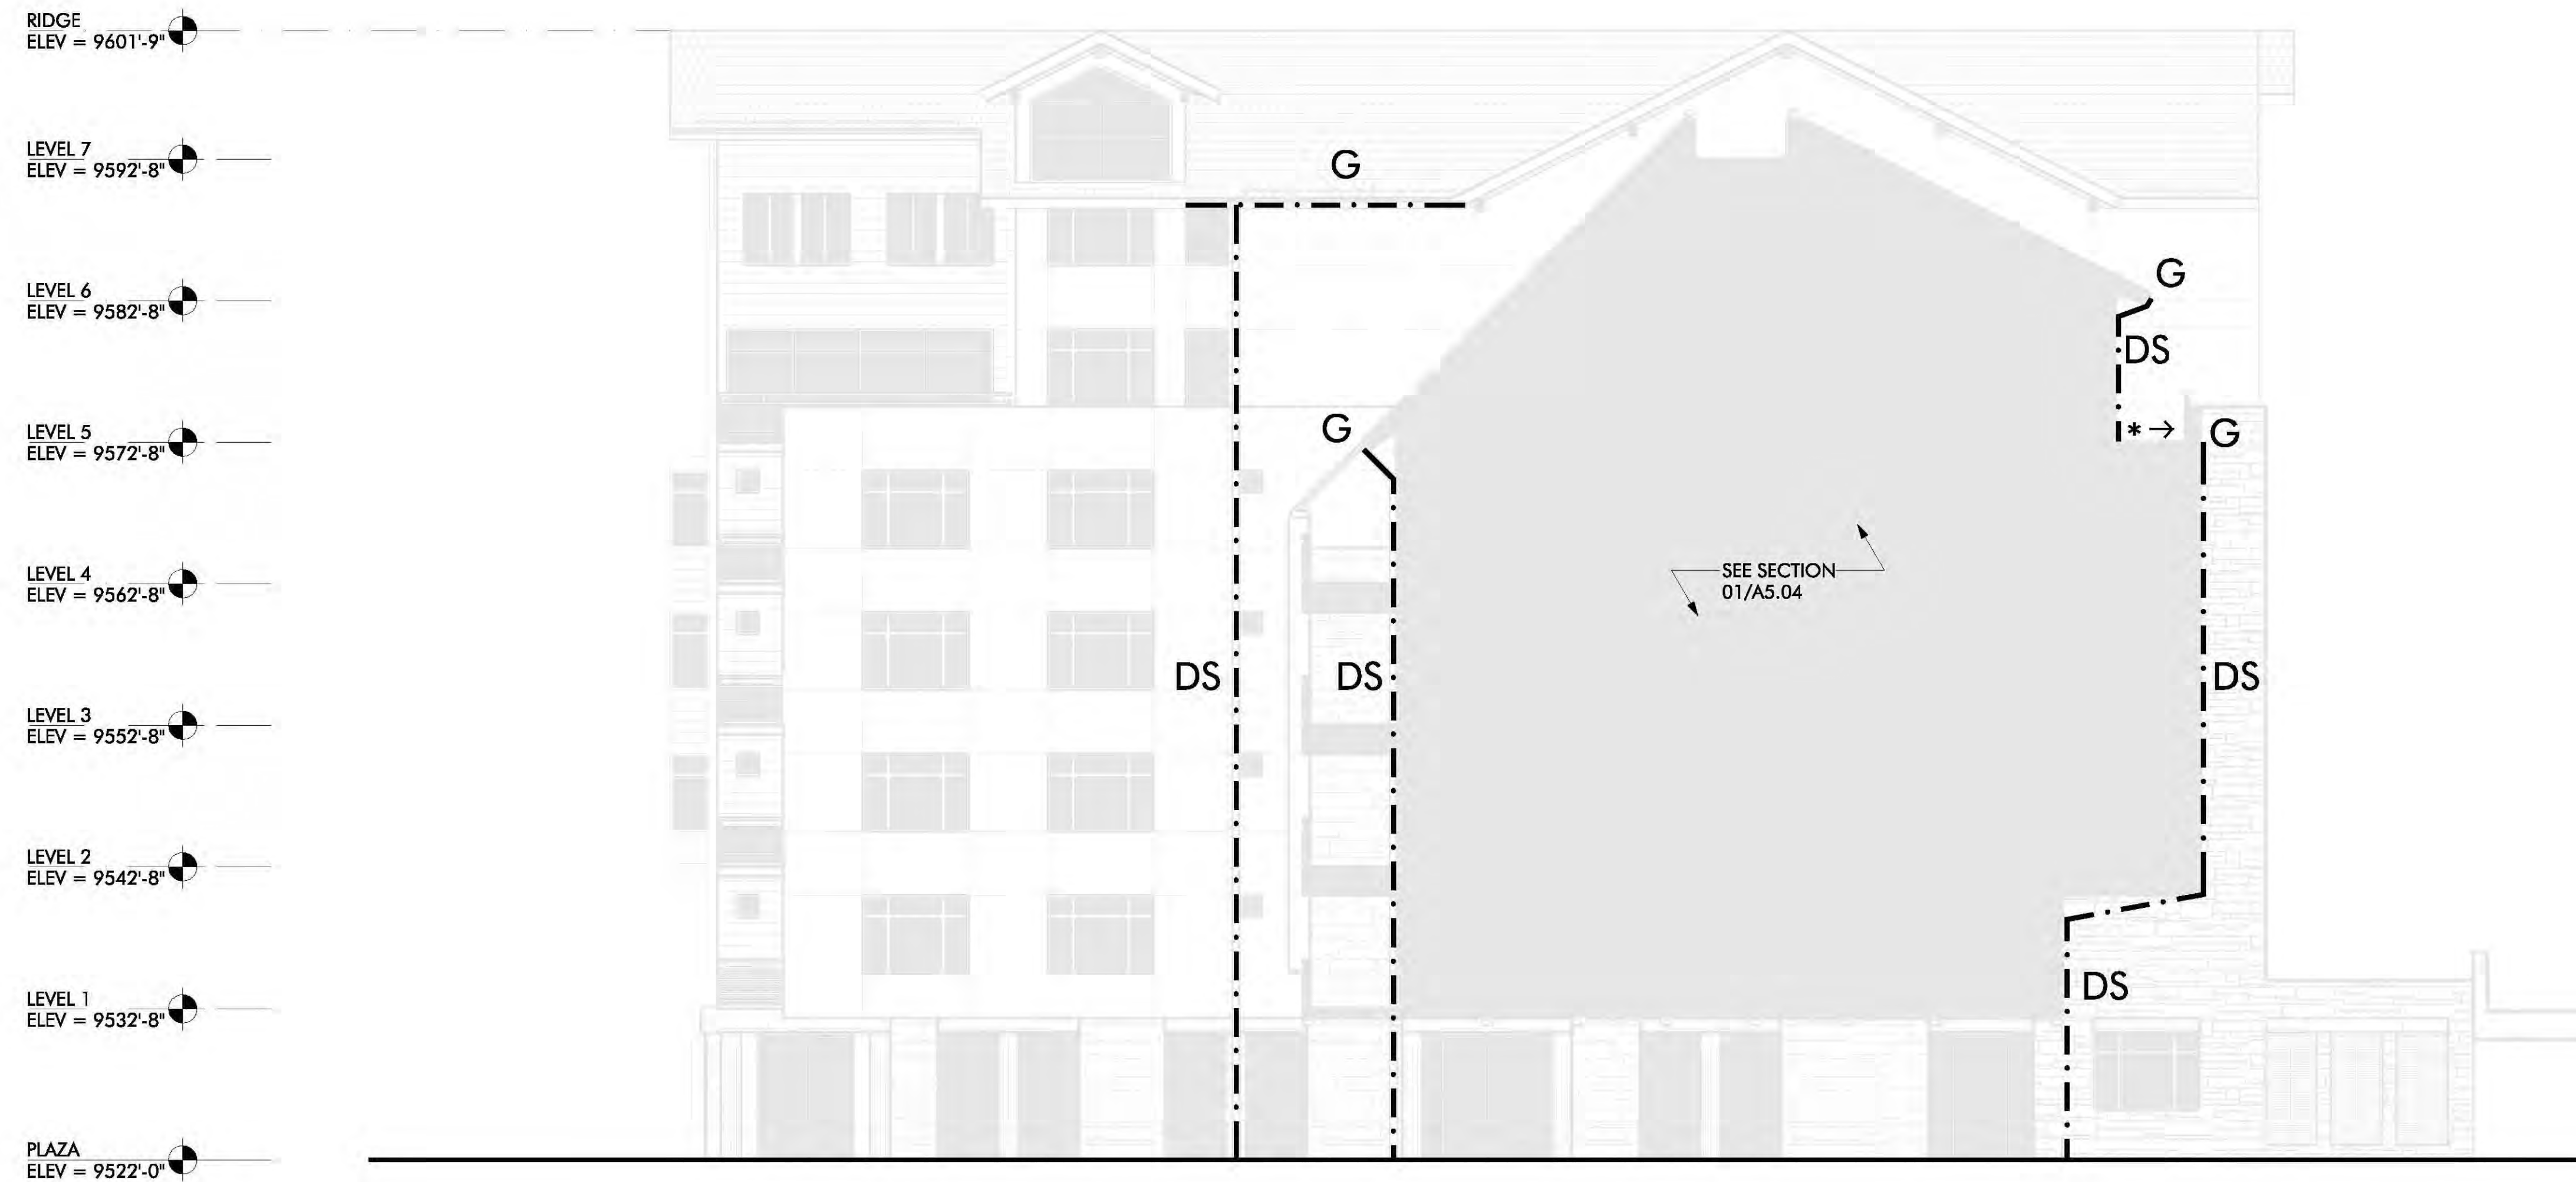 RIDGE
ELEV = 9601'-9"
LEVEL 7
ELEV = 9592'-8"
G
G
LEVEL 6
ELEV = 9582'-8"
DS
* →
G
G
LEVEL 5
ELEV = 9572'-8"
SEE SECTION
01/A5.04
LEVEL 4
ELEV = 9562'-8"
DS
DS
DS
LEVEL 3
ELEV = 9552'-8"
LEVEL 2
ELEV = 9542'-8"
DS
LEVEL 1
ELEV = 9532'-8"
PLAZA
ELEV = 9522'-0"